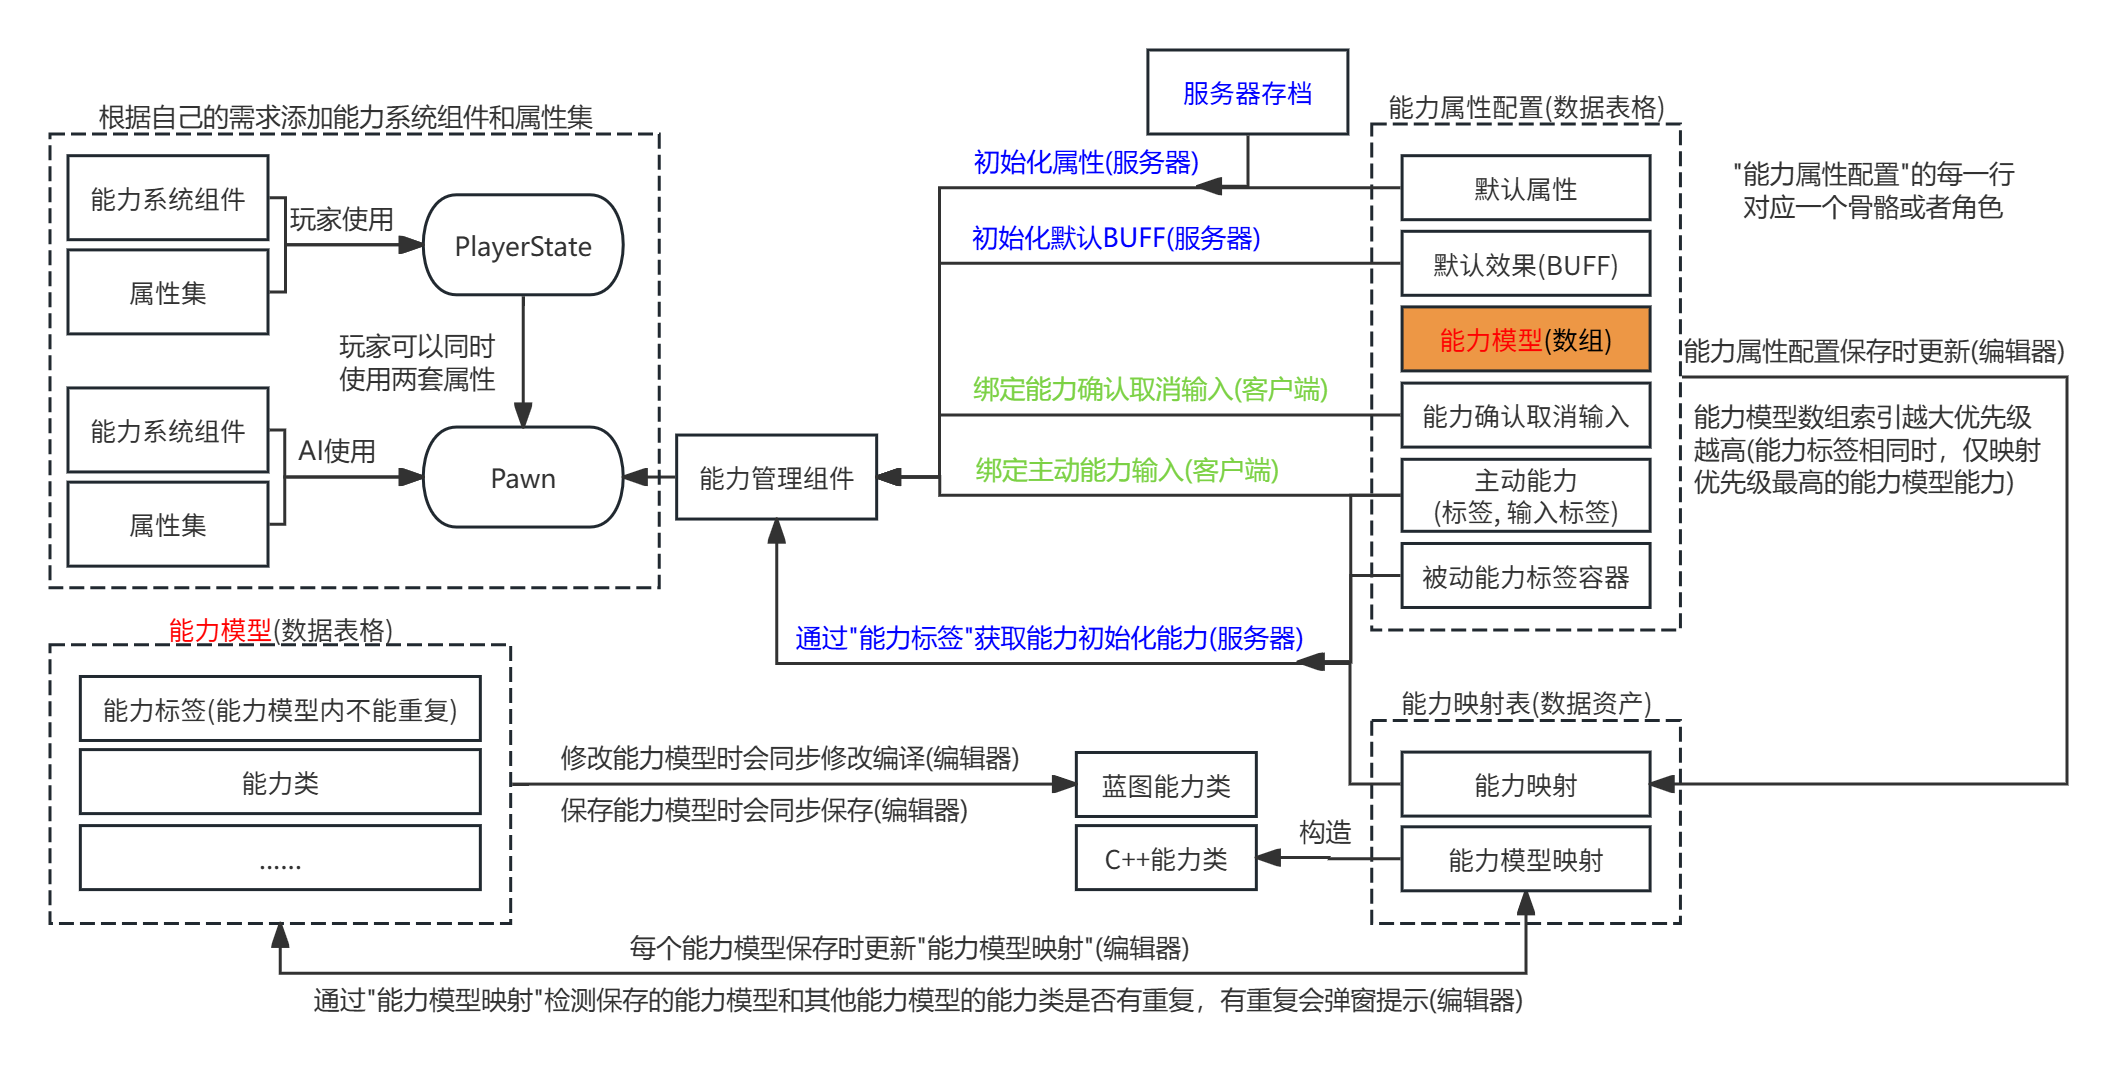 服务器存档
根据自己的需求添加能力系统组件和属性集
能力系统组件
属性集
玩家使用
PlayerState
玩家可以同时
使用两套属性
能力系统组件
属性集
AI使用
Pawn
能力管理组件
初始化属性(服务器)
初始化默认BUFF(服务器)
绑定能力确认取消输入(客户端)
绑定主动能力输入(客户端)
通过"能力标签"获取能力初始化能力(服务器)
能力属性配置(数据表格)
默认属性
默认效果(BUFF)
能力模型(数组)
能力确认取消输入
主动能力
(标签, 输入标签)
被动能力标签容器
"能力属性配置"的每一行
对应一个骨骼或者角色
能力属性配置保存时更新(编辑器)
能力模型数组索引越大优先级
越高(能力标签相同时，仅映射
优先级最高的能力模型能力)
能力模型(数据表格)
能力标签(能力模型内不能重复)
能力类
......
修改能力模型时会同步修改编译(编辑器)
保存能力模型时会同步保存(编辑器)
蓝图能力类
C++能力类
构造
能力映射表(数据资产)
能力映射
能力模型映射
每个能力模型保存时更新"能力模型映射"(编辑器)
通过"能力模型映射"检测保存的能力模型和其他能力模型的能力类是否有重复，有重复会弹窗提示(编辑器)